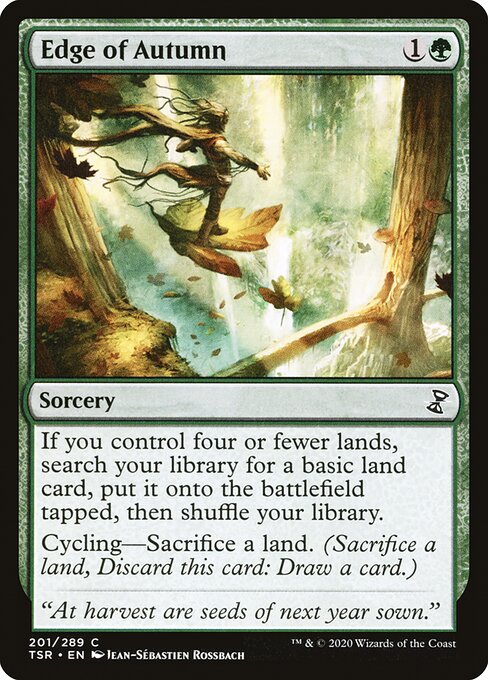 Edge of Autumn 1
Sorcery
If you control four or fewer lands,
search your library for a basic land
card, put it onto the battlefield
tapped, then shuffle your library.
Cycling—Sacrifice a land. (Sacrifice a
land, Discard this card: Draw a card.)
“At harvest are seeds of next year sown.”
201/289 C
™ & © 2020 Wizards of the Coast
TSR • EN Jean-Sébastien Rossbach